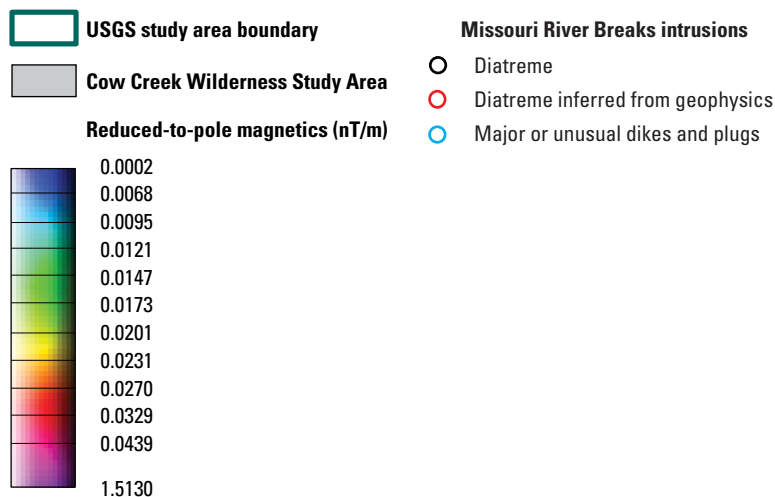 USGS study area boundary
Cow Creek Wilderness Study Area
Reduced-to-pole magnetics (nT/m)
0.0002
0.0068
0.0095
0.0121
0.0147
0.0173
0.0201
0.0231
0.0270
0.0329
0.0439
1.5130
Missouri River Breaks intrusions
Diatreme
Diatreme inferred from geophysics
Major or unusual dikes and plugs